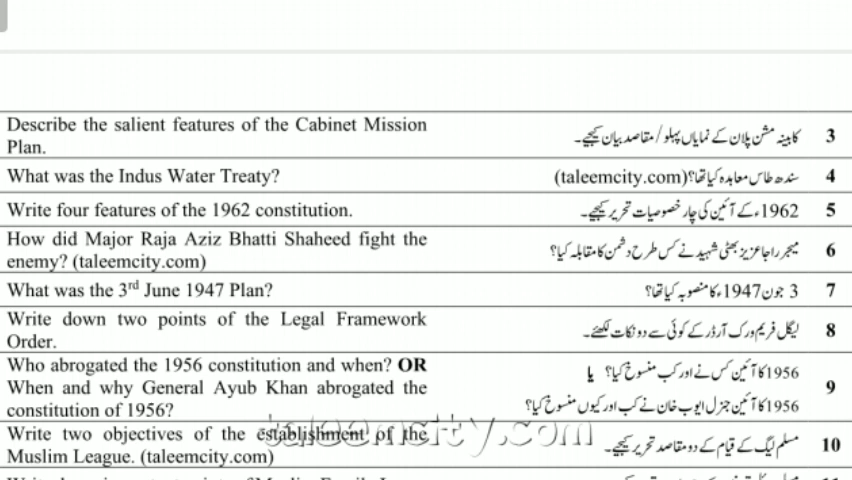 Describe the salient features of the Cabinet Mission
Plan.
کابینہ مشن پلان کے نمایاں پہلو/مقاصد بیان کیجیے۔
3
What was the Indus Water Treaty?
سندھ طاس معاہدہ کیا تھا؟(taleemcity.com)
4
Write four features of the 1962 constitution.
1962ء کے آئین کی چار خصوصیات تحریر کیجیے۔
5
How did Major Raja Aziz Bhatti Shaheed fight the
enemy? (taleemcity.com)
میجر راجا عزیز بھٹی شہید نے کس طرح دشمن کا مقابلہ کیا؟
6
What was the 3rd June 1947 Plan?
3 جون 1947ء کا منصوبہ کیا تھا؟
7
Write down two points of the Legal Framework
Order.
لیگل فریم ورک آرڈر کے کوئی سے دو نکات لکھئے۔
8
Who abrogated the 1956 constitution and when? OR
When and why General Ayub Khan abrogated the
constitution of 1956?
1956 کا آئین کس نے اور کب منسوخ کیا؟ یا
1956 کا آئین جنرل ایوب خان نے کب اور کیوں منسوخ کیا؟
9
Write two objectives of the establishment of the
Muslim League. (taleemcity.com)
مسلم لیگ کے قیام کے دو مقاصد تحریر کیجیے۔
10
taleemcity.com